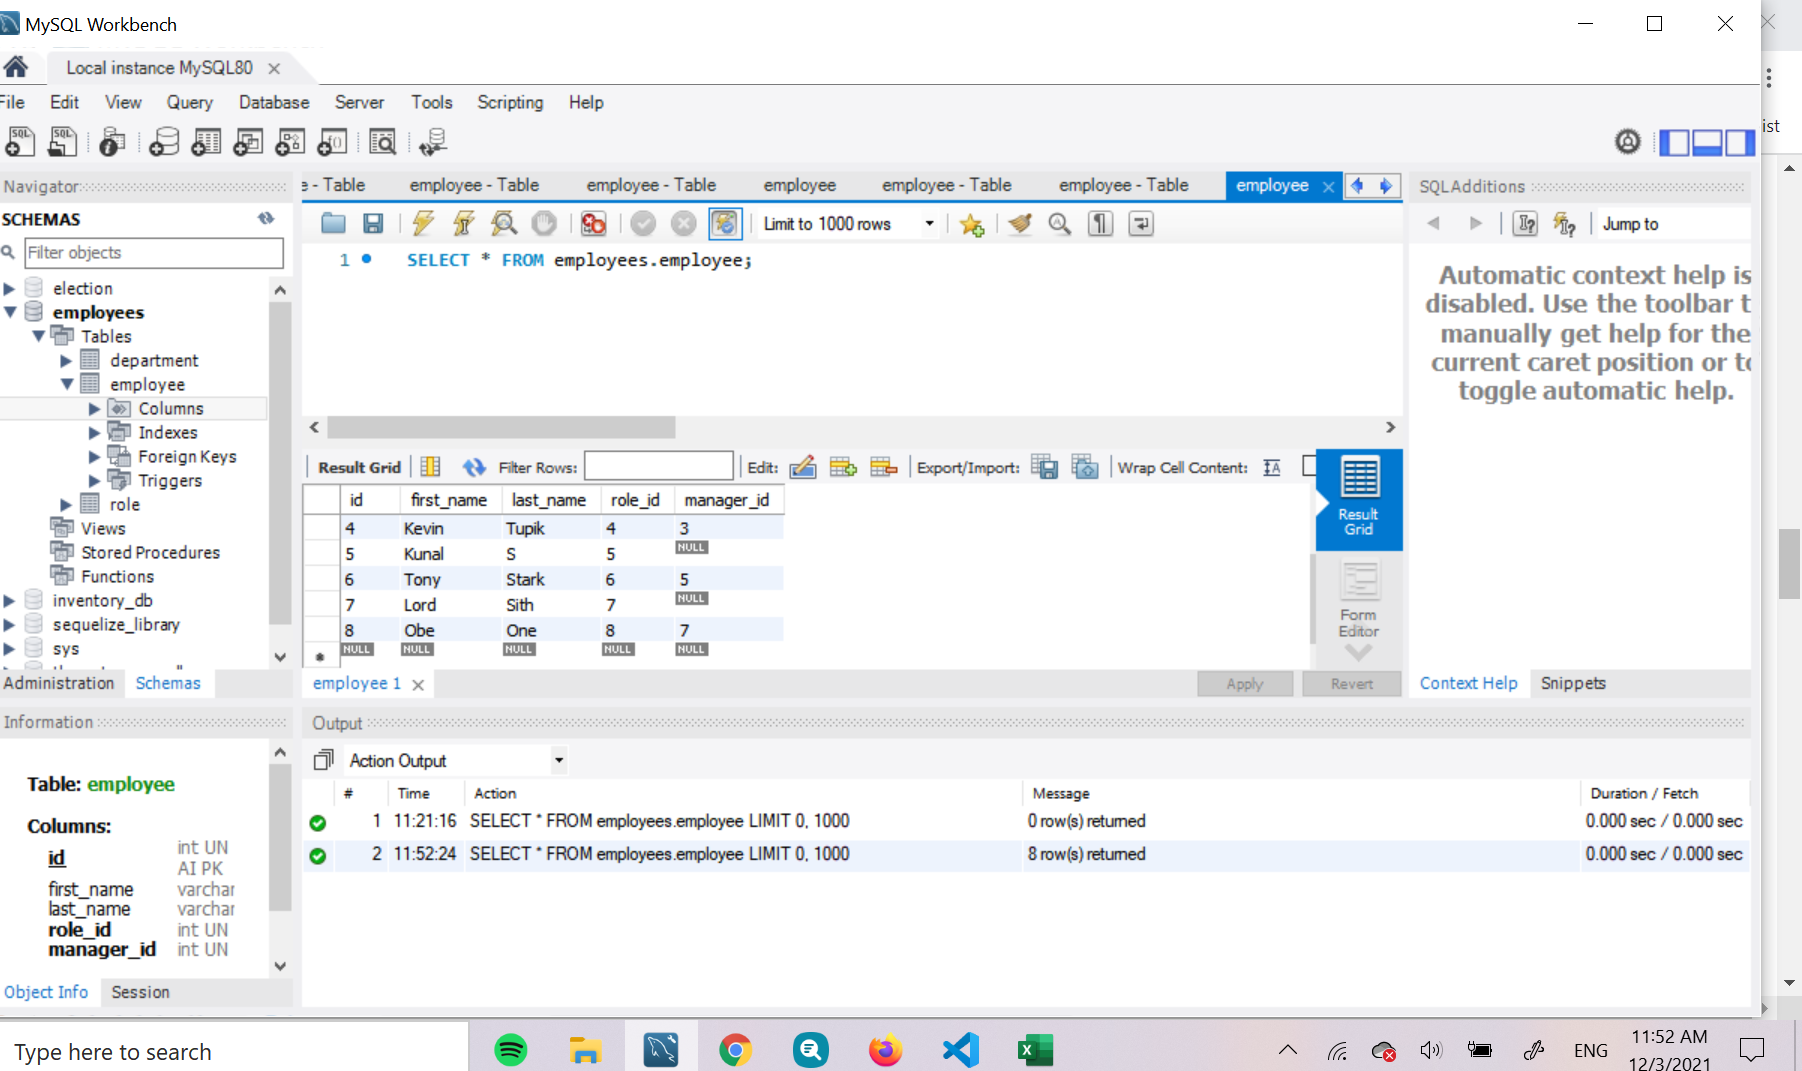 MySQL Workbench
Local instance MySQL80
File Edit View Query Database Server Tools Scripting Help
ist
Navigator
SCHEMAS
Filter objects
election
employees
Tables
department
employee
Columns
Indexes
Foreign Keys
Triggers
role
Views
Stored Procedures
Functions
inventory_db
sequelize_library
sys
Administration Schemas
Information
Table: employee
Columns:
id int UN
AI PK
first_name varchar
last_name varchar
role_id int UN
manager_id int UN
Object Info Session
e - Table employee - Table employee - Table employee employee - Table employee - Table employee
Limit to 1000 rows
1 SELECT * FROM employees.employee;
Result Grid Filter Rows: Edit: Export/Import: Wrap Cell Content:
id first_name last_name role_id manager_id
4 Kevin Tupik 4 3
5 Kunal S 5 NULL
6 Tony Stark 6 5
7 Lord Sith 7 NULL
8 Obe One 8 7
NULL NULL NULL NULL NULL
Result
Grid
Form
Editor
employee 1 Apply Revert
SQLAdditions
Jump to
Automatic context help is
disabled. Use the toolbar t
manually get help for the
current caret position or to
toggle automatic help.
Context Help Snippets
Output
Action Output
# Time Action Message Duration / Fetch
1 11:21:16 SELECT * FROM employees.employee LIMIT 0, 1000 0 row(s) returned 0.000 sec / 0.000 sec
2 11:52:24 SELECT * FROM employees.employee LIMIT 0, 1000 8 row(s) returned 0.000 sec / 0.000 sec
Type here to search
ENG
11:52 AM
12/3/2021